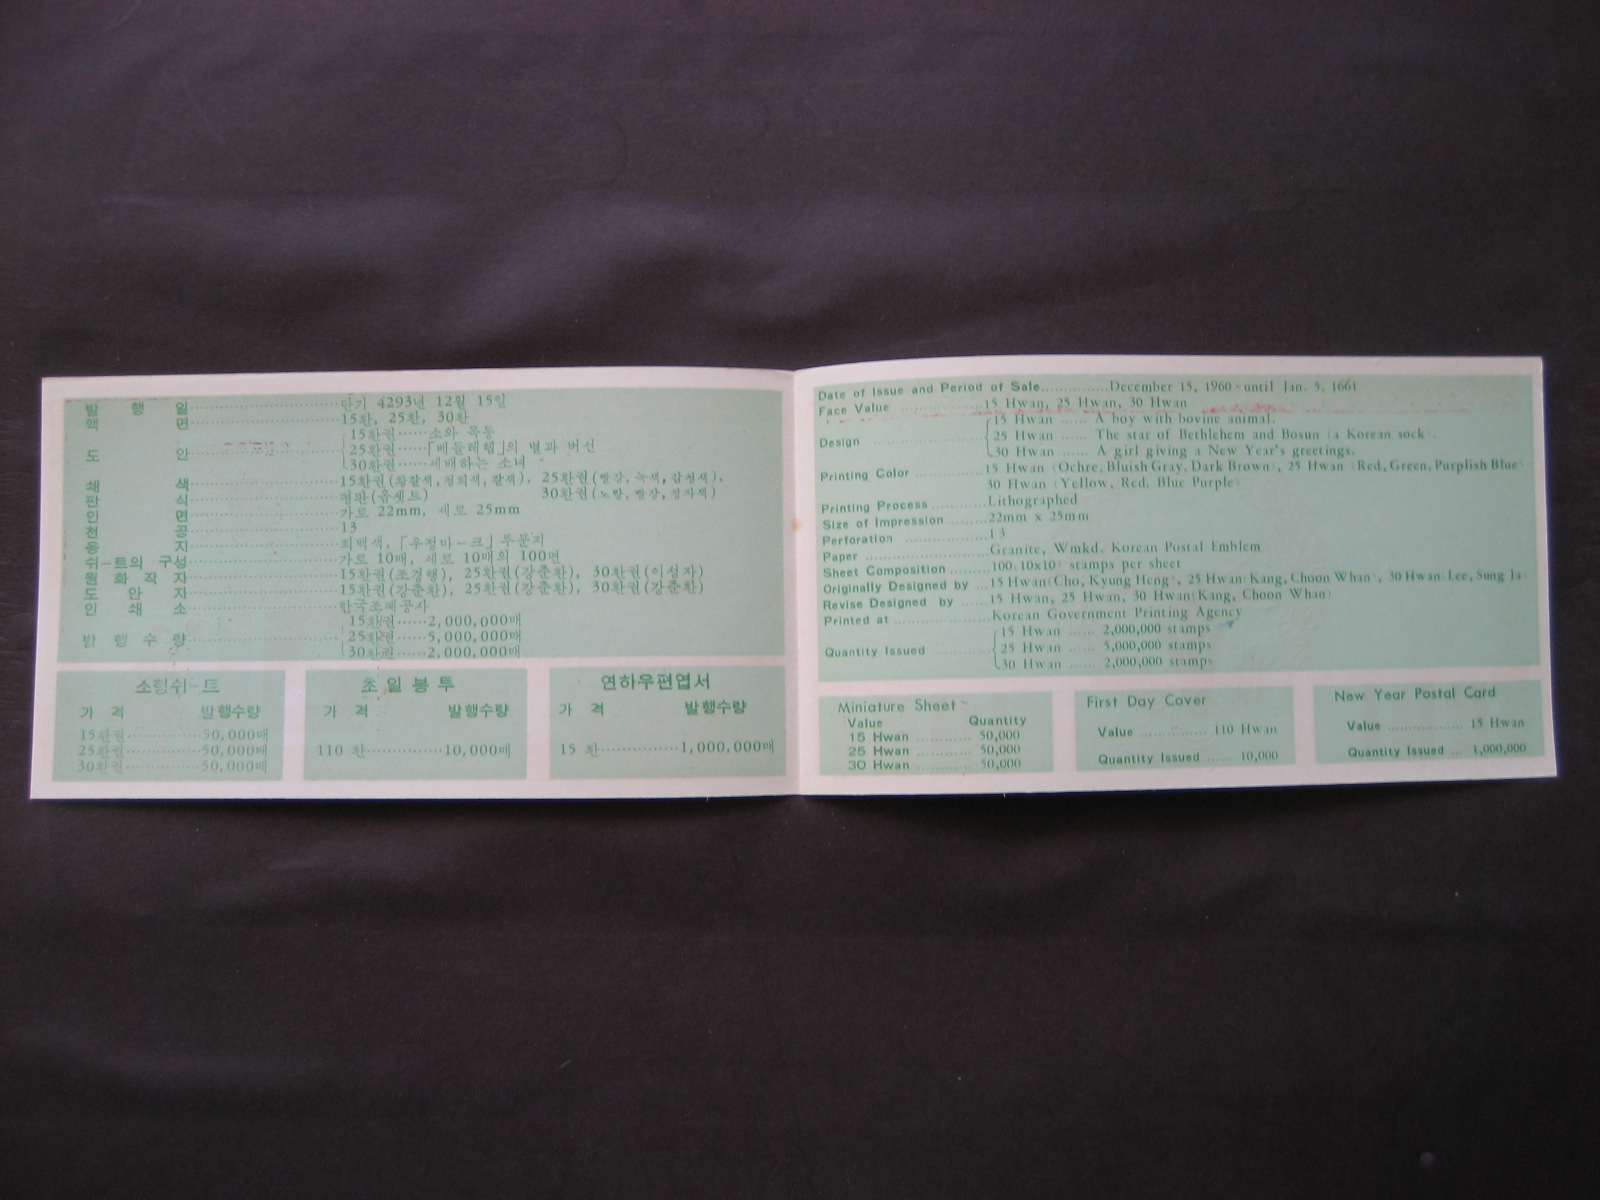 발 행 일 단기 4293년 12월 15일
액 면 15환, 25환, 30환
도 안 15환권 소와 목동
25환권 「베들레헴」의 별과 버선
30환권 세배하는 소녀
쇄 색 15환권(황갈색,청회색,갈색), 25환권(빨강,녹색,감청색),
판 식 평판(옵셋트) 30환권(노랑,빨강,청자색)
인 면 가로 22mm, 세로 25mm
천 공 13
용 지 회백색, 「우정마ー크」 투문지
쉬ー트의 구성 가로 10매, 세로 10매의 100면
원 화 작 자 15환권(조경행), 25환권(강춘환), 30환권(이성자)
도 안 자 15환권(강춘환), 25환권(강춘환), 30환권(강춘환)
인 쇄 소 한국조폐공사
발 행 수 량 15환권 2,000,000매
25환권 5,000,000매
30환권 2,000,000매
소형쉬ー트
가 격 발행수량
15환권 50,000매
25환권 50,000매
30환권 50,000매
초일봉투
가 격 발행수량
110 환 10,000매
연하우편엽서
가 격 발행수량
15 환 1,000,000매
Date of Issue and Period of Sale December 15, 1960-until Jan. 5, 1661
Face Value 15 Hwan, 25 Hwan, 30 Hwan
Design 15 Hwan A boy with bovine animal.
25 Hwan The star of Bethlehem and Bosun (a Korean sock).
30 Hwan A girl giving a New Year's greetings.
Printing Color 15 Hwan (Ochre, Bluish Gray, Dark Brown), 25 Hwan (Red, Green, Purplish Blue)
30 Hwan (Yellow, Red, Blue Purple)
Printing Process Lithographed
Size of Impression 22mm x 25mm
Perforation 13
Paper Granite, Wmkd. Korean Postal Emblem
Sheet Composition 100(10x10) stamps per sheet
Originally Designed by 15 Hwan(Cho, Kyung Heng), 25 Hwan(Kang, Choon Whan), 30 Hwan(Lee, Sung Ja)
Revise Designed by 15 Hwan, 25 Hwan, 30 Hwan(Kang, Choon Whan)
Printed at Korean Government Printing Agency
Quantity Issued 15 Hwan 2,000,000 stamps
25 Hwan 5,000,000 stamps
30 Hwan 2,000,000 stamps
Miniature Sheet
Value Quantity
15 Hwan 50,000
25 Hwan 50,000
30 Hwan 50,000
First Day Cover
Value 110 Hwan
Quantity Issued 10,000
New Year Postal Card
Value 15 Hwan
Quantity Issued 1,000,000